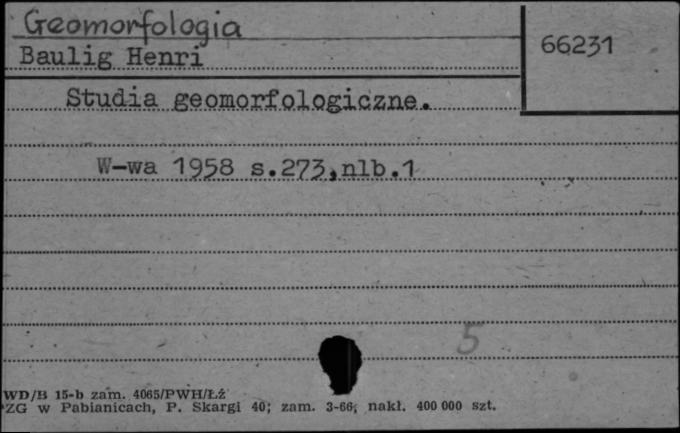 Geomorfologia
Baulig Henri
66231
Studia geomorfologiczne.
W-wa 1958 s.273,nlb.1
5
WD/B 15-b zam. 4065/PWH/Łź
ZG w Pabianicach, P. Skargi 40; zam. 3-66; nakł. 400 000 szt.